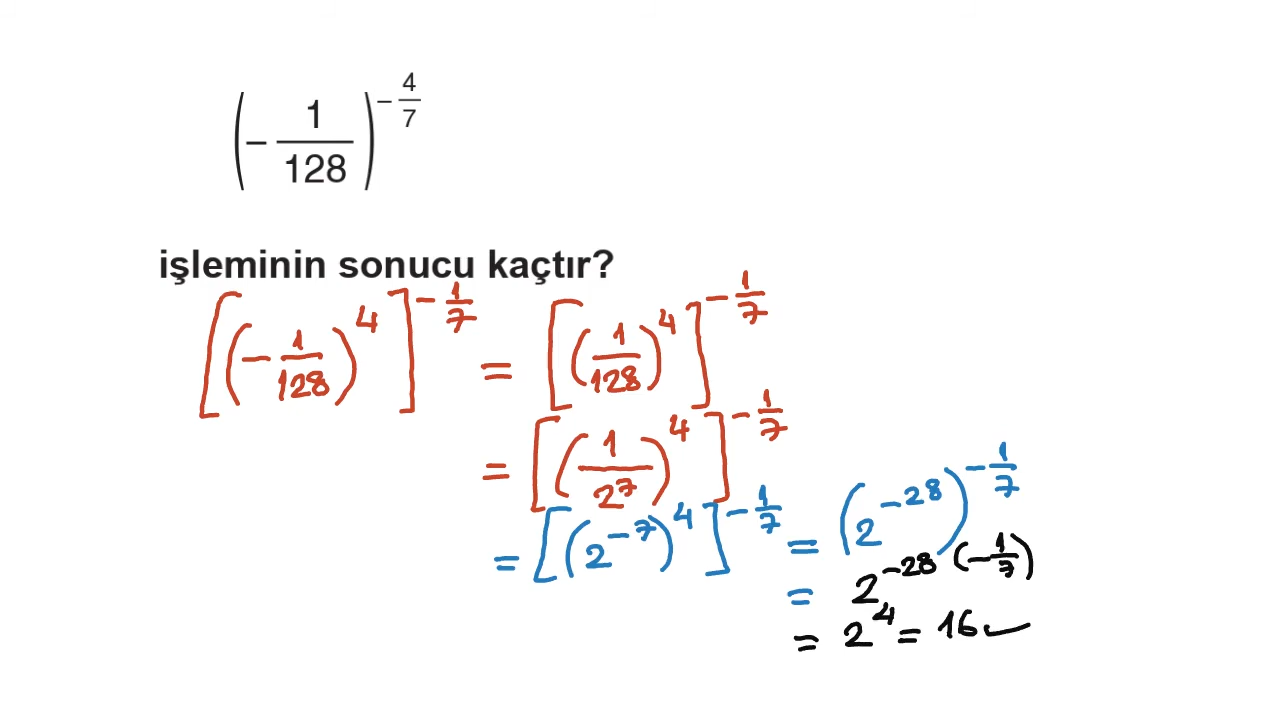 (- 1/128)^(-4/7)
işleminin sonucu kaçtır?
[(- 1/128)^4]^(-1/7) = [(1/128)^4]^(-1/7)
= [(1/2^7)^4]^(-1/7)
= [(2^-7)^4]^(-1/7) = (2^-28)^(-1/7)
= 2^(-28 (-1/7))
= 2^4 = 16 ✓